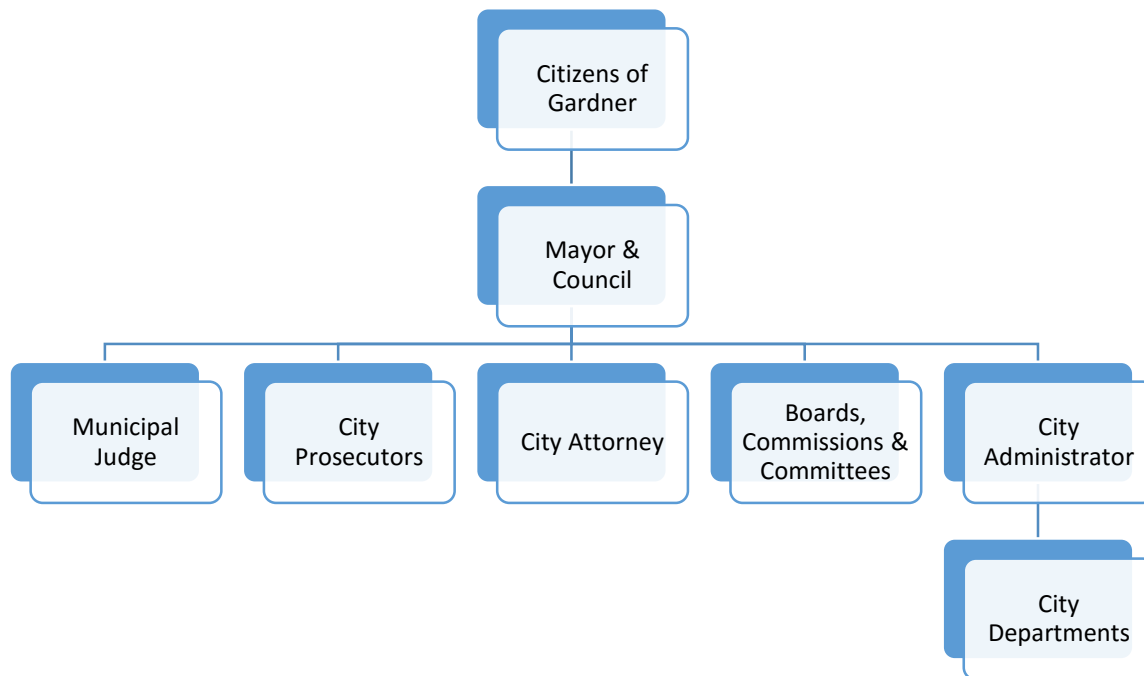 Citizens of
Gardner
Mayor &
Council
Municipal
Judge
City
Prosecutors
City Attorney
Boards,
Commissions &
Committees
City
Administrator
City
Departments